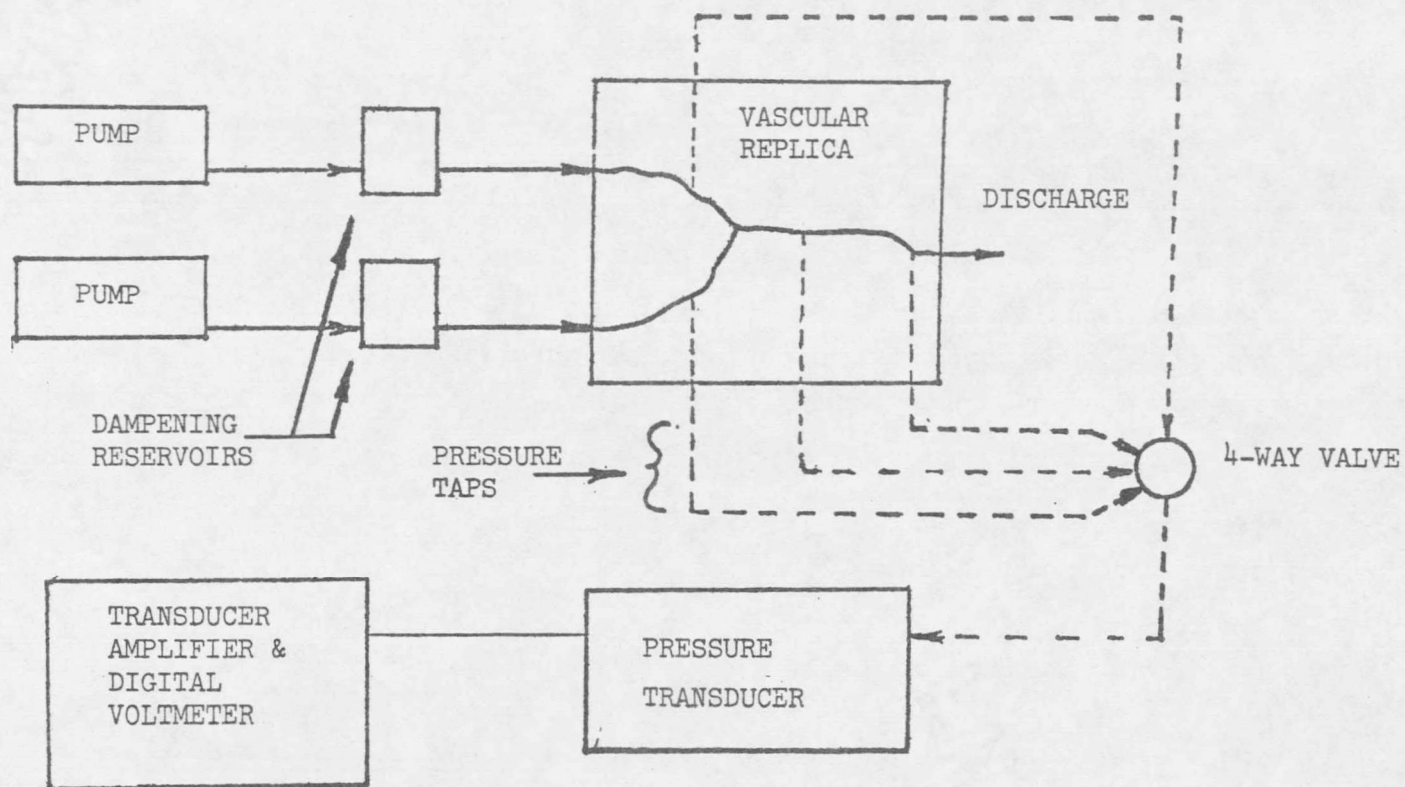 PUMP
VASCULAR
REPLICA
DISCHARGE
PUMP
DAMPENING
RESERVOIRS
PRESSURE
TAPS
4-WAY VALVE
TRANSDUCER
AMPLIFIER &
DIGITAL
VOLTMETER
PRESSURE
TRANSDUCER